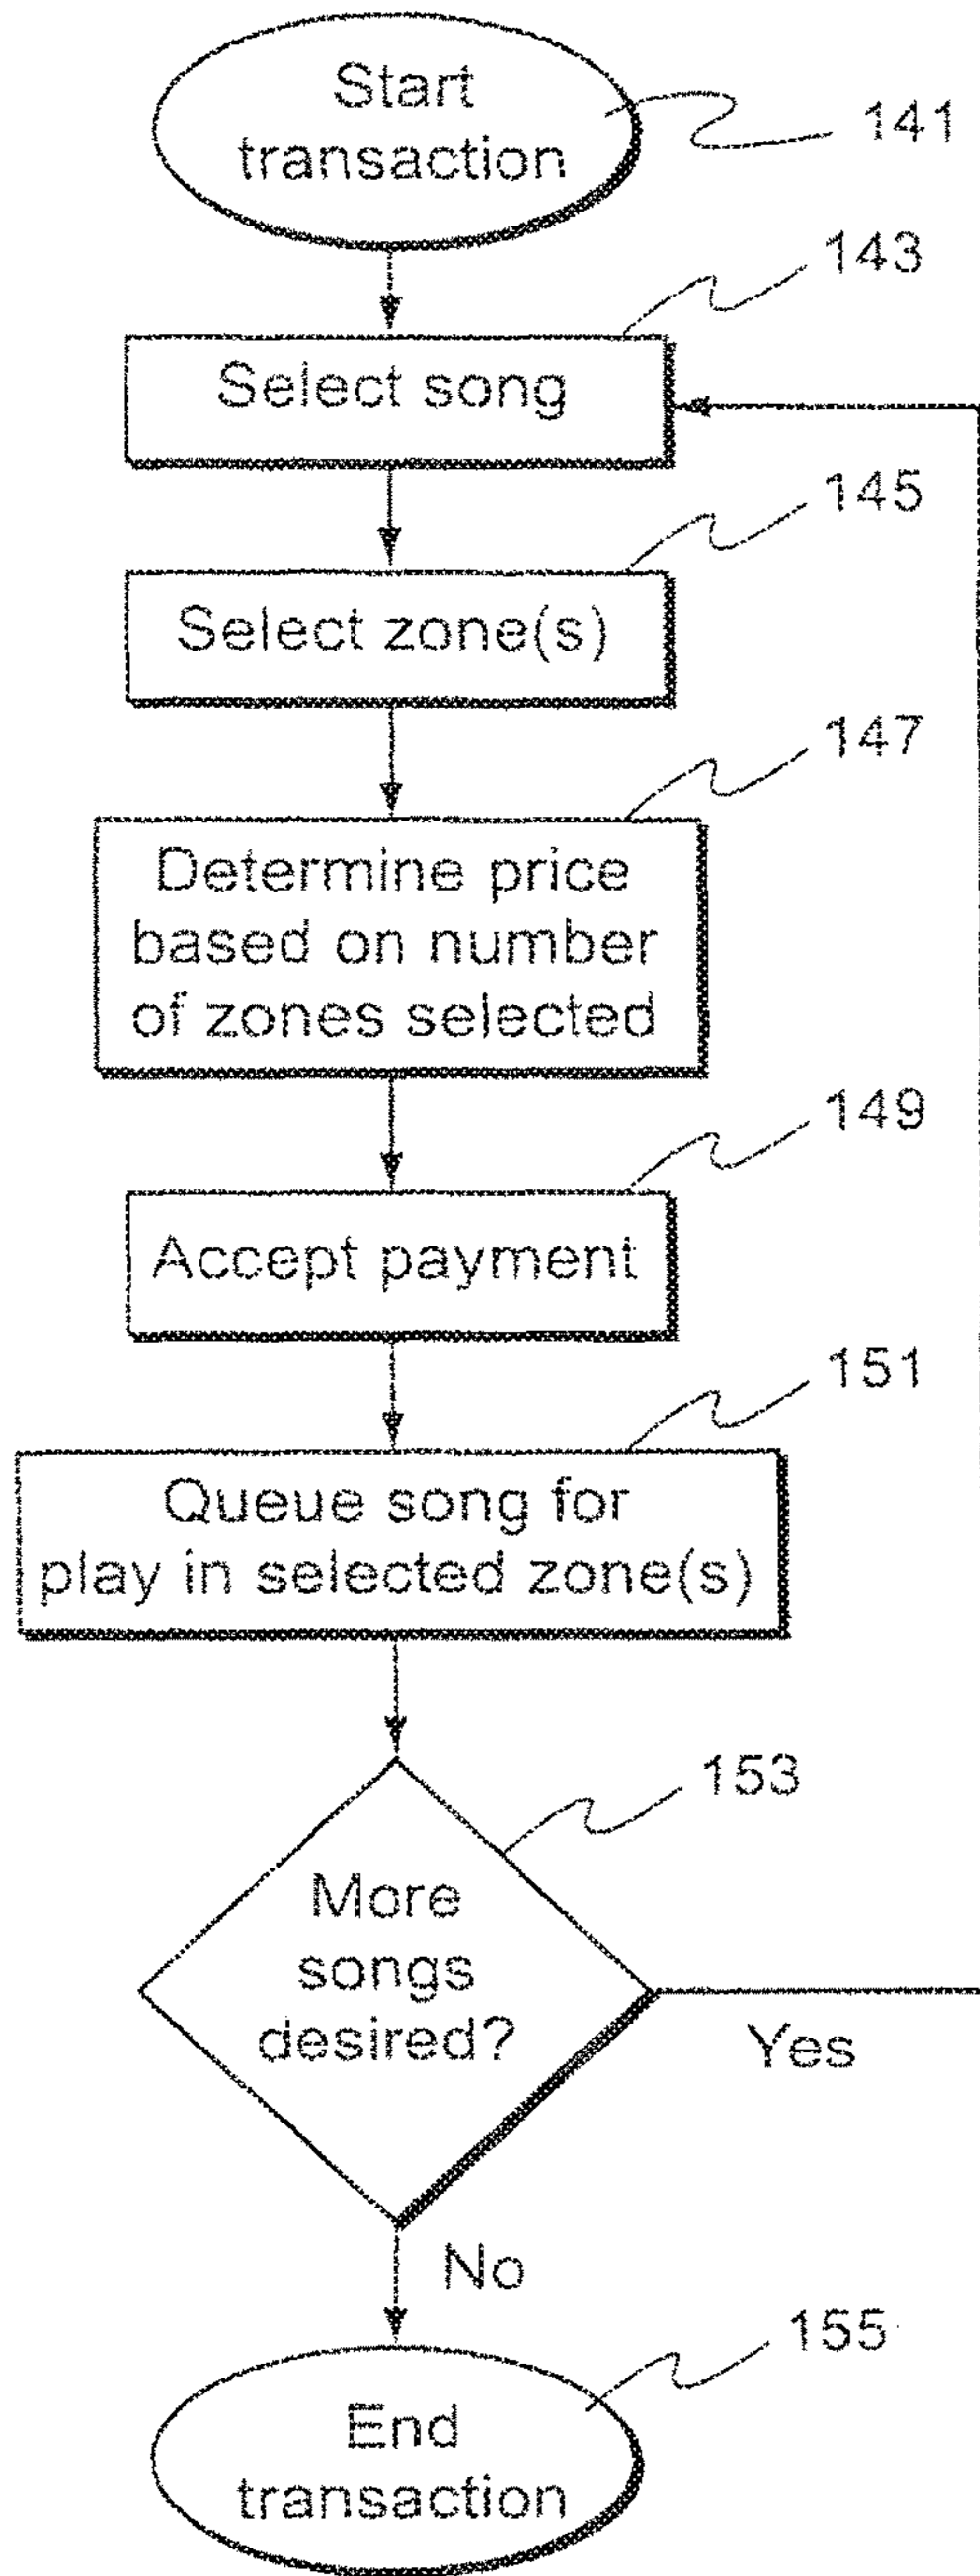 Start
transaction
141
143
Select song
145
Select zone(s)
147
Determine price
based on number
of zones selected
149
Accept payment
151
Queue song for
play in selected zone(s)
153
More
songs
desired?
Yes
No
155
End
transaction